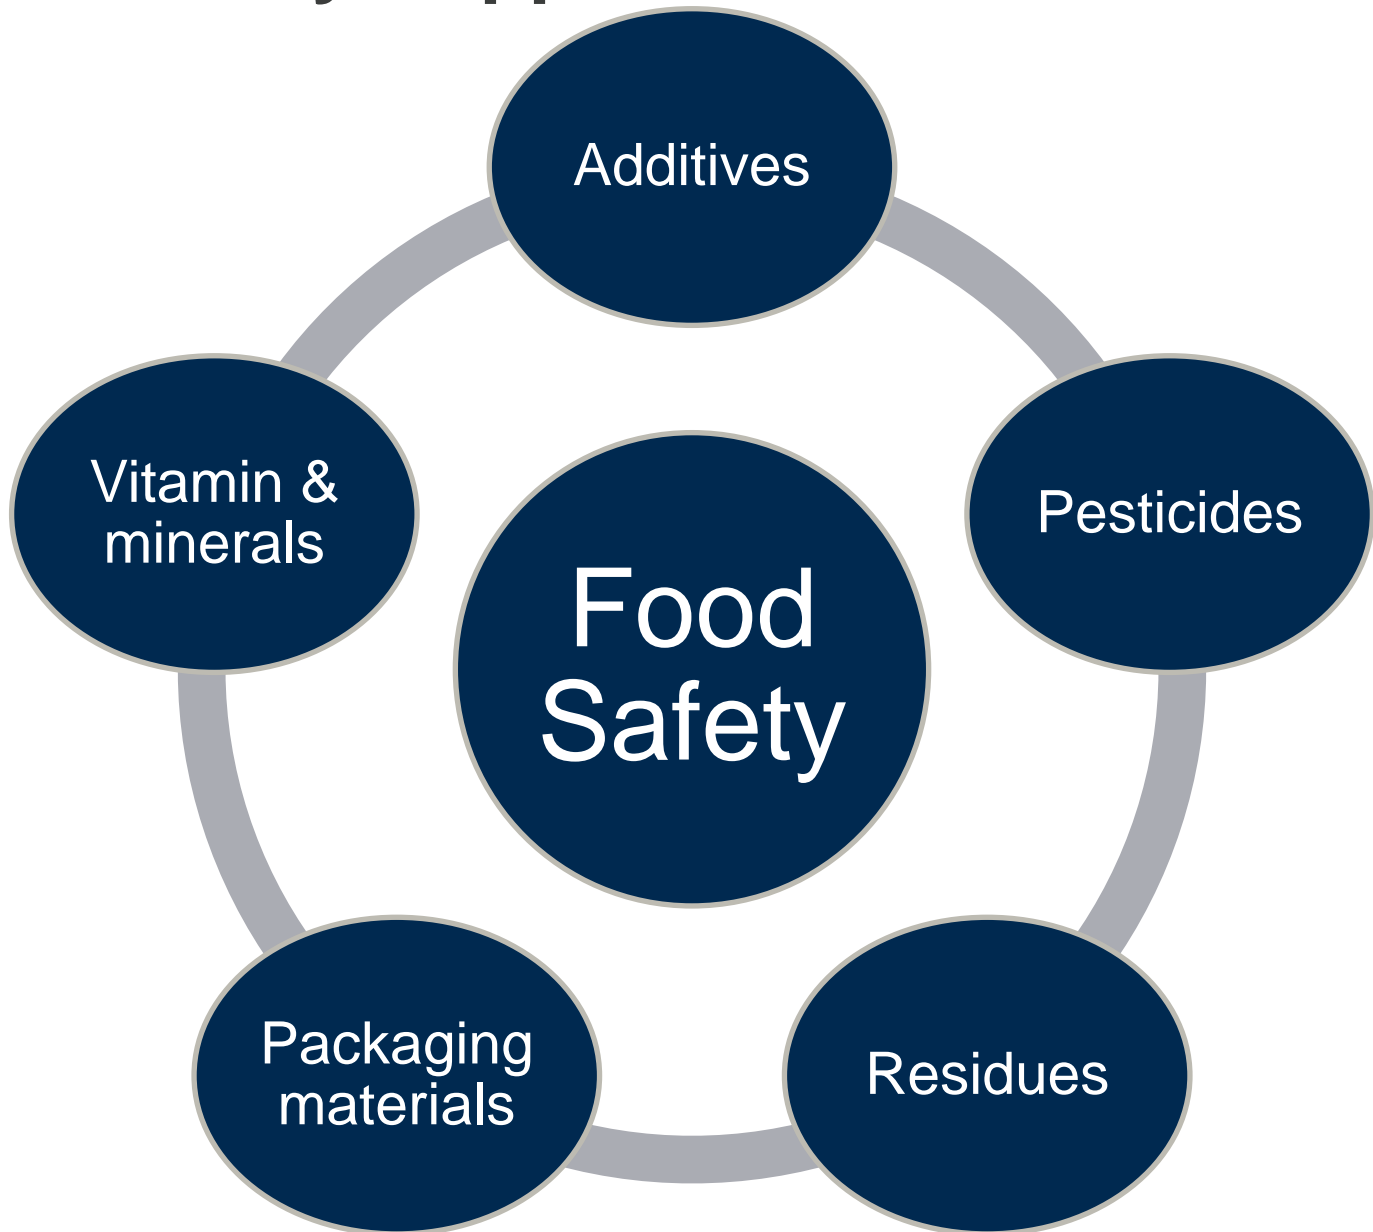 Additives
Pesticides
Residues
Packaging
materials
Vitamin &
minerals
Food
Safety